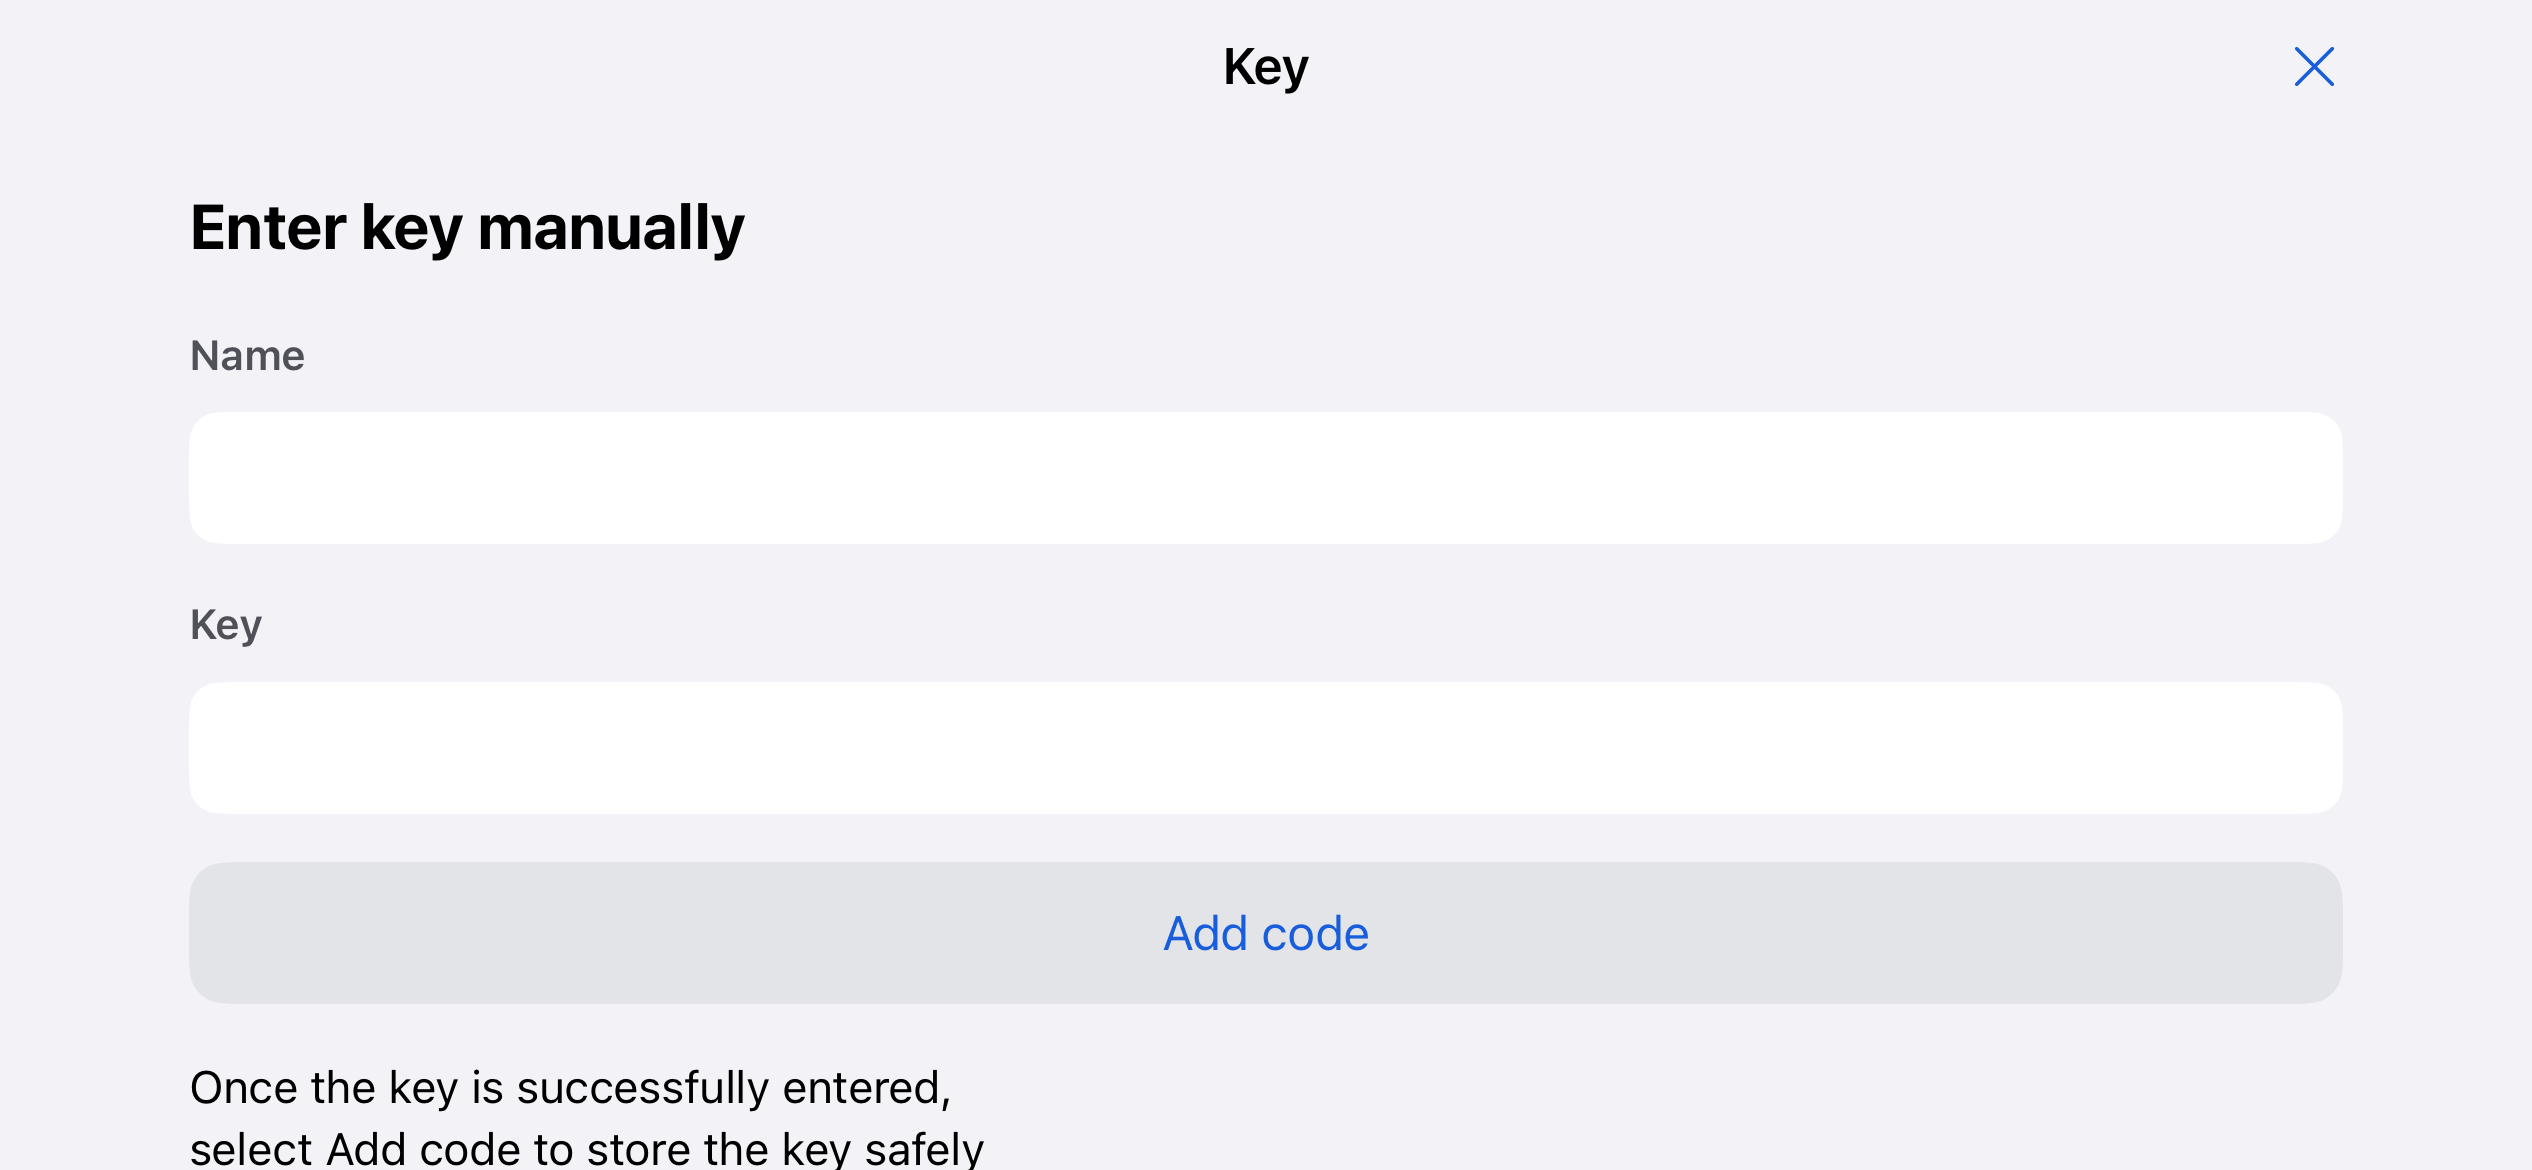 Key
Enter key manually
Name
Key
Add code
Once the key is successfully entered,
select Add code to store the key safely